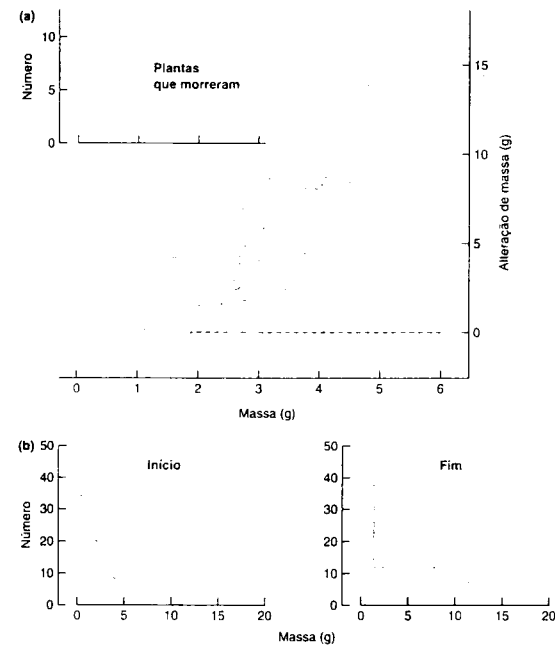 (a)
Número
10
5
0
Plantas
que morreram
15
10
5
0
Alteração de massa (g)
0 1 2 3 4 5 6
Massa (g)
(b)
Número
50
40
30
20
10
0
Início
0 5 10 15 20
50
40
30
20
10
0
Fim
0 5 10 15 20
Massa (g)